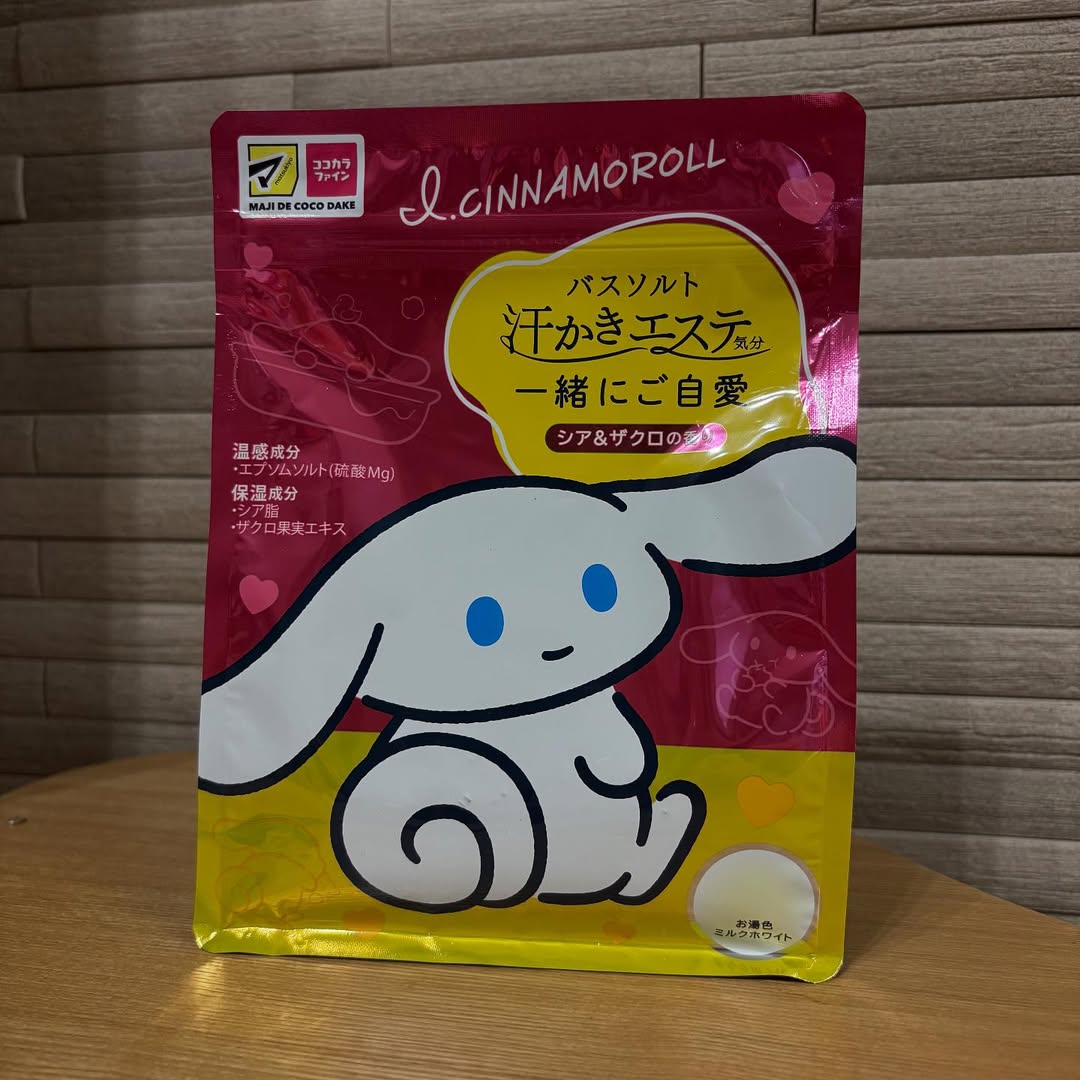 matsukiyo
ココカラ
ファイン
MAJI DE COCO DAKE
I.CINNAMOROLL
バスソルト
汗かきエステ気分
一緒にご自愛
シア&ザクロの香り
温感成分
・エプソムソルト(硫酸Mg)
保湿成分
・シア脂
・ザクロ果実エキス
お湯色
ミルクホワイト